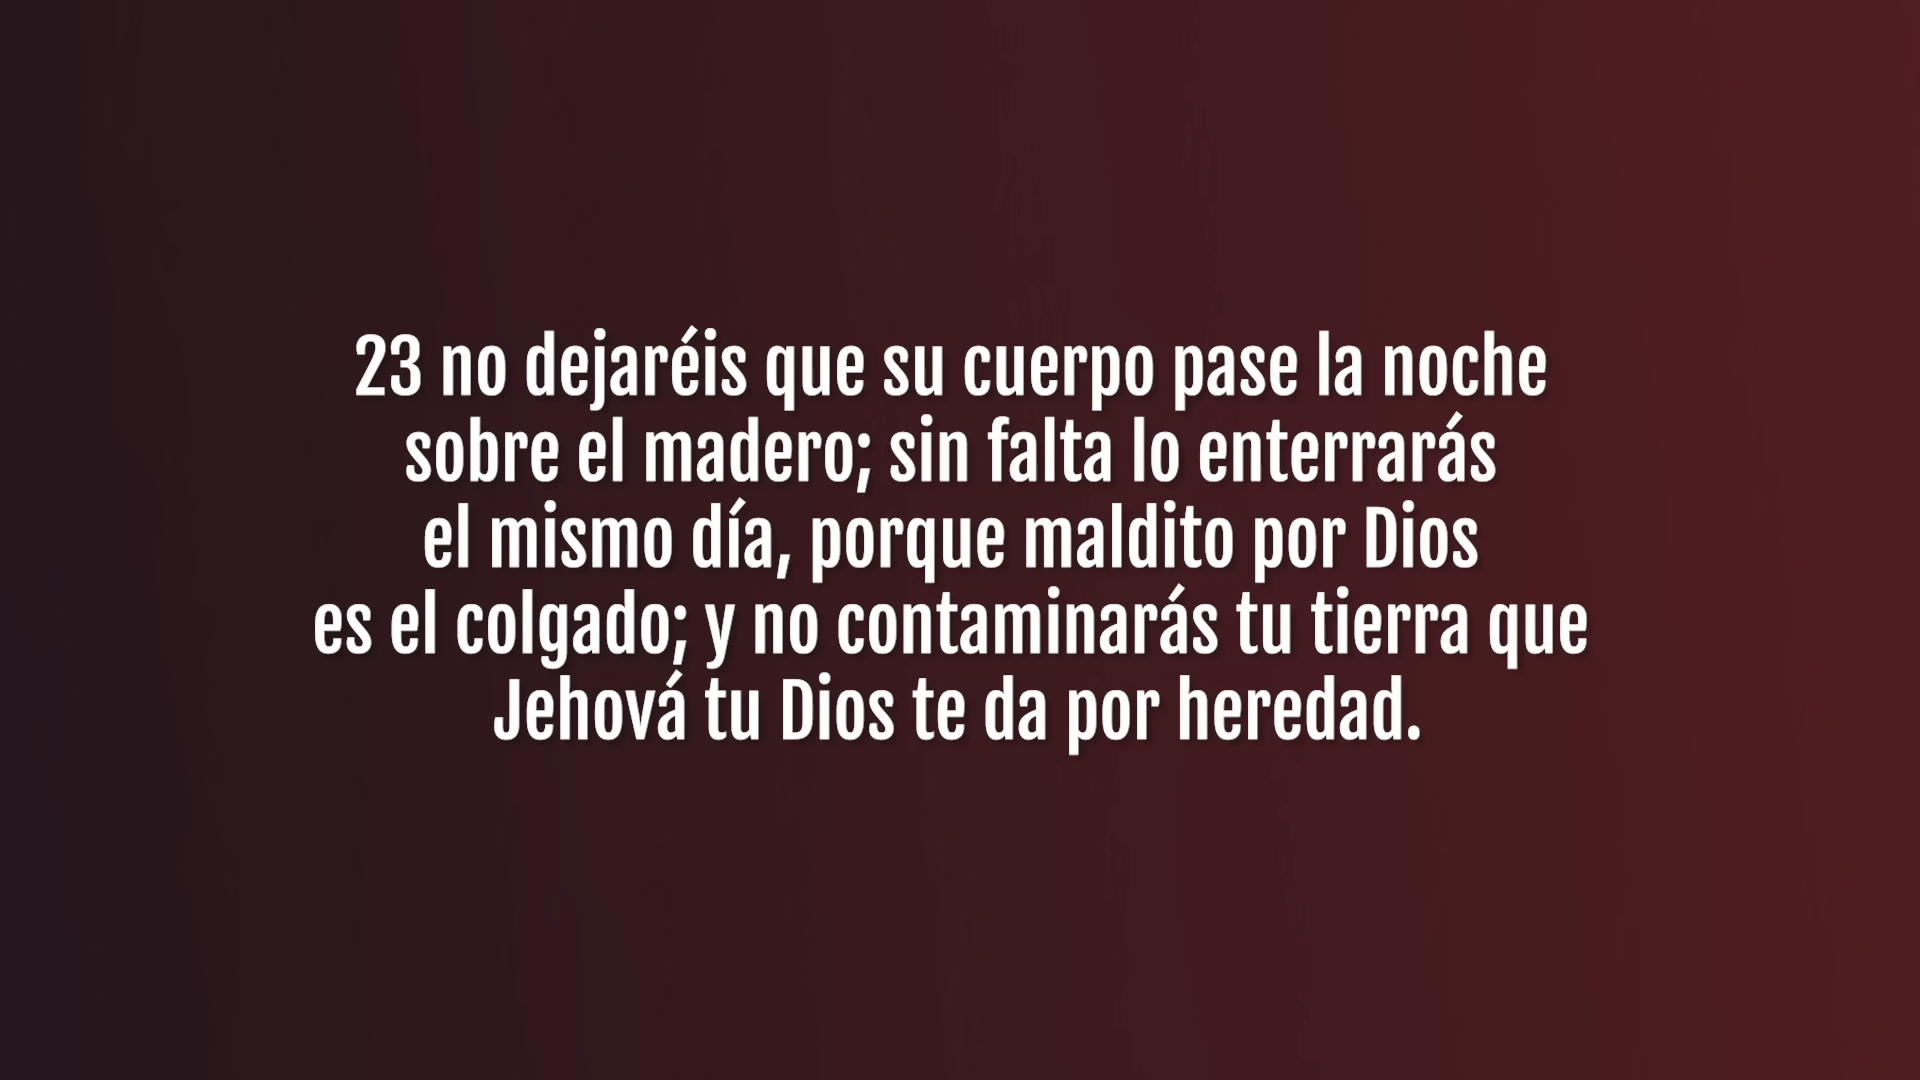 23 no dejaréis que su cuerpo pase la noche
sobre el madero; sin falta lo enterrarás
el mismo día, porque maldito por Dios
es el colgado; y no contaminarás tu tierra que
Jehová tu Dios te da por heredad.